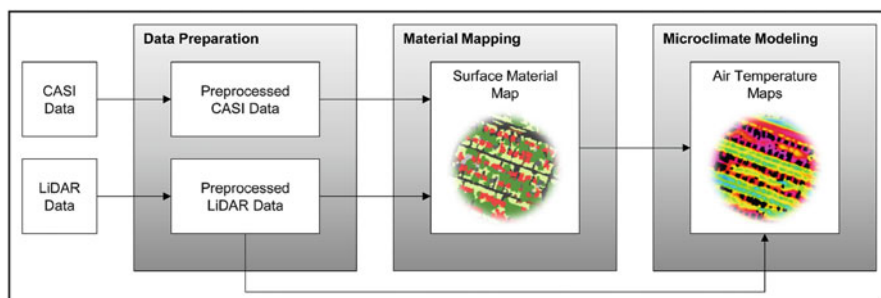 Data Preparation
Material Mapping
Microclimate Modeling
CASI
Data
Preprocessed
CASI Data
Surface Material
Map
Air Temperature
Maps
LiDAR
Data
Preprocessed
LiDAR Data